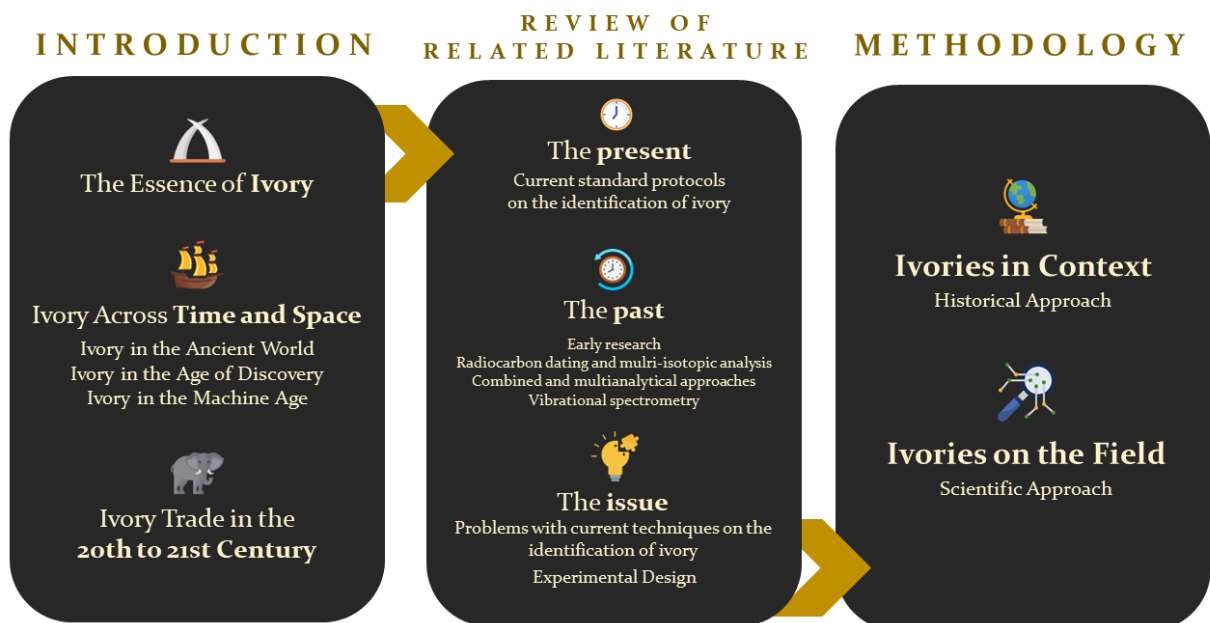 INTRODUCTION
The Essence of Ivory
Ivory Across Time and Space
Ivory in the Ancient World
Ivory in the Age of Discovery
Ivory in the Machine Age
Ivory Trade in the
20th to 21st Century
REVIEW OF
RELATED LITERATURE
The present
Current standard protocols
on the identification of ivory
The past
Early research
Radiocarbon dating and mulri-isotopic analysis
Combined and multianalytical approaches
Vibrational spectrometry
The issue
Problems with current techniques on the
identification of ivory
Experimental Design
METHODOLOGY
Ivories in Context
Historical Approach
Ivories on the Field
Scientific Approach